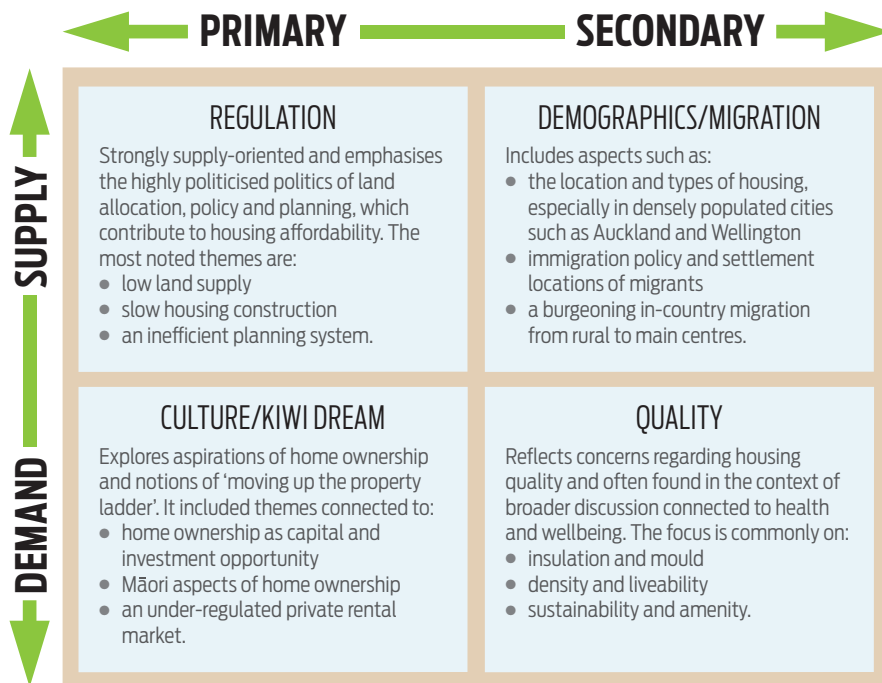 PRIMARY
SECONDARY
SUPPLY
DEMAND
REGULATION
Strongly supply-oriented and emphasises
the highly politicised politics of land
allocation, policy and planning, which
contribute to housing affordability. The
most noted themes are:
• low land supply
• slow housing construction
• an inefficient planning system.
DEMOGRAPHICS/MIGRATION
Includes aspects such as:
• the location and types of housing,
especially in densely populated cities
such as Auckland and Wellington
• immigration policy and settlement
locations of migrants
• a burgeoning in-country migration
from rural to main centres.
CULTURE/KIWI DREAM
Explores aspirations of home ownership
and notions of ‘moving up the property
ladder’. It included themes connected to:
• home ownership as capital and
investment opportunity
• Māori aspects of home ownership
• an under-regulated private rental
market.
QUALITY
Reflects concerns regarding housing
quality and often found in the context of
broader discussion connected to health
and wellbeing. The focus is commonly on:
• insulation and mould
• density and liveability
• sustainability and amenity.